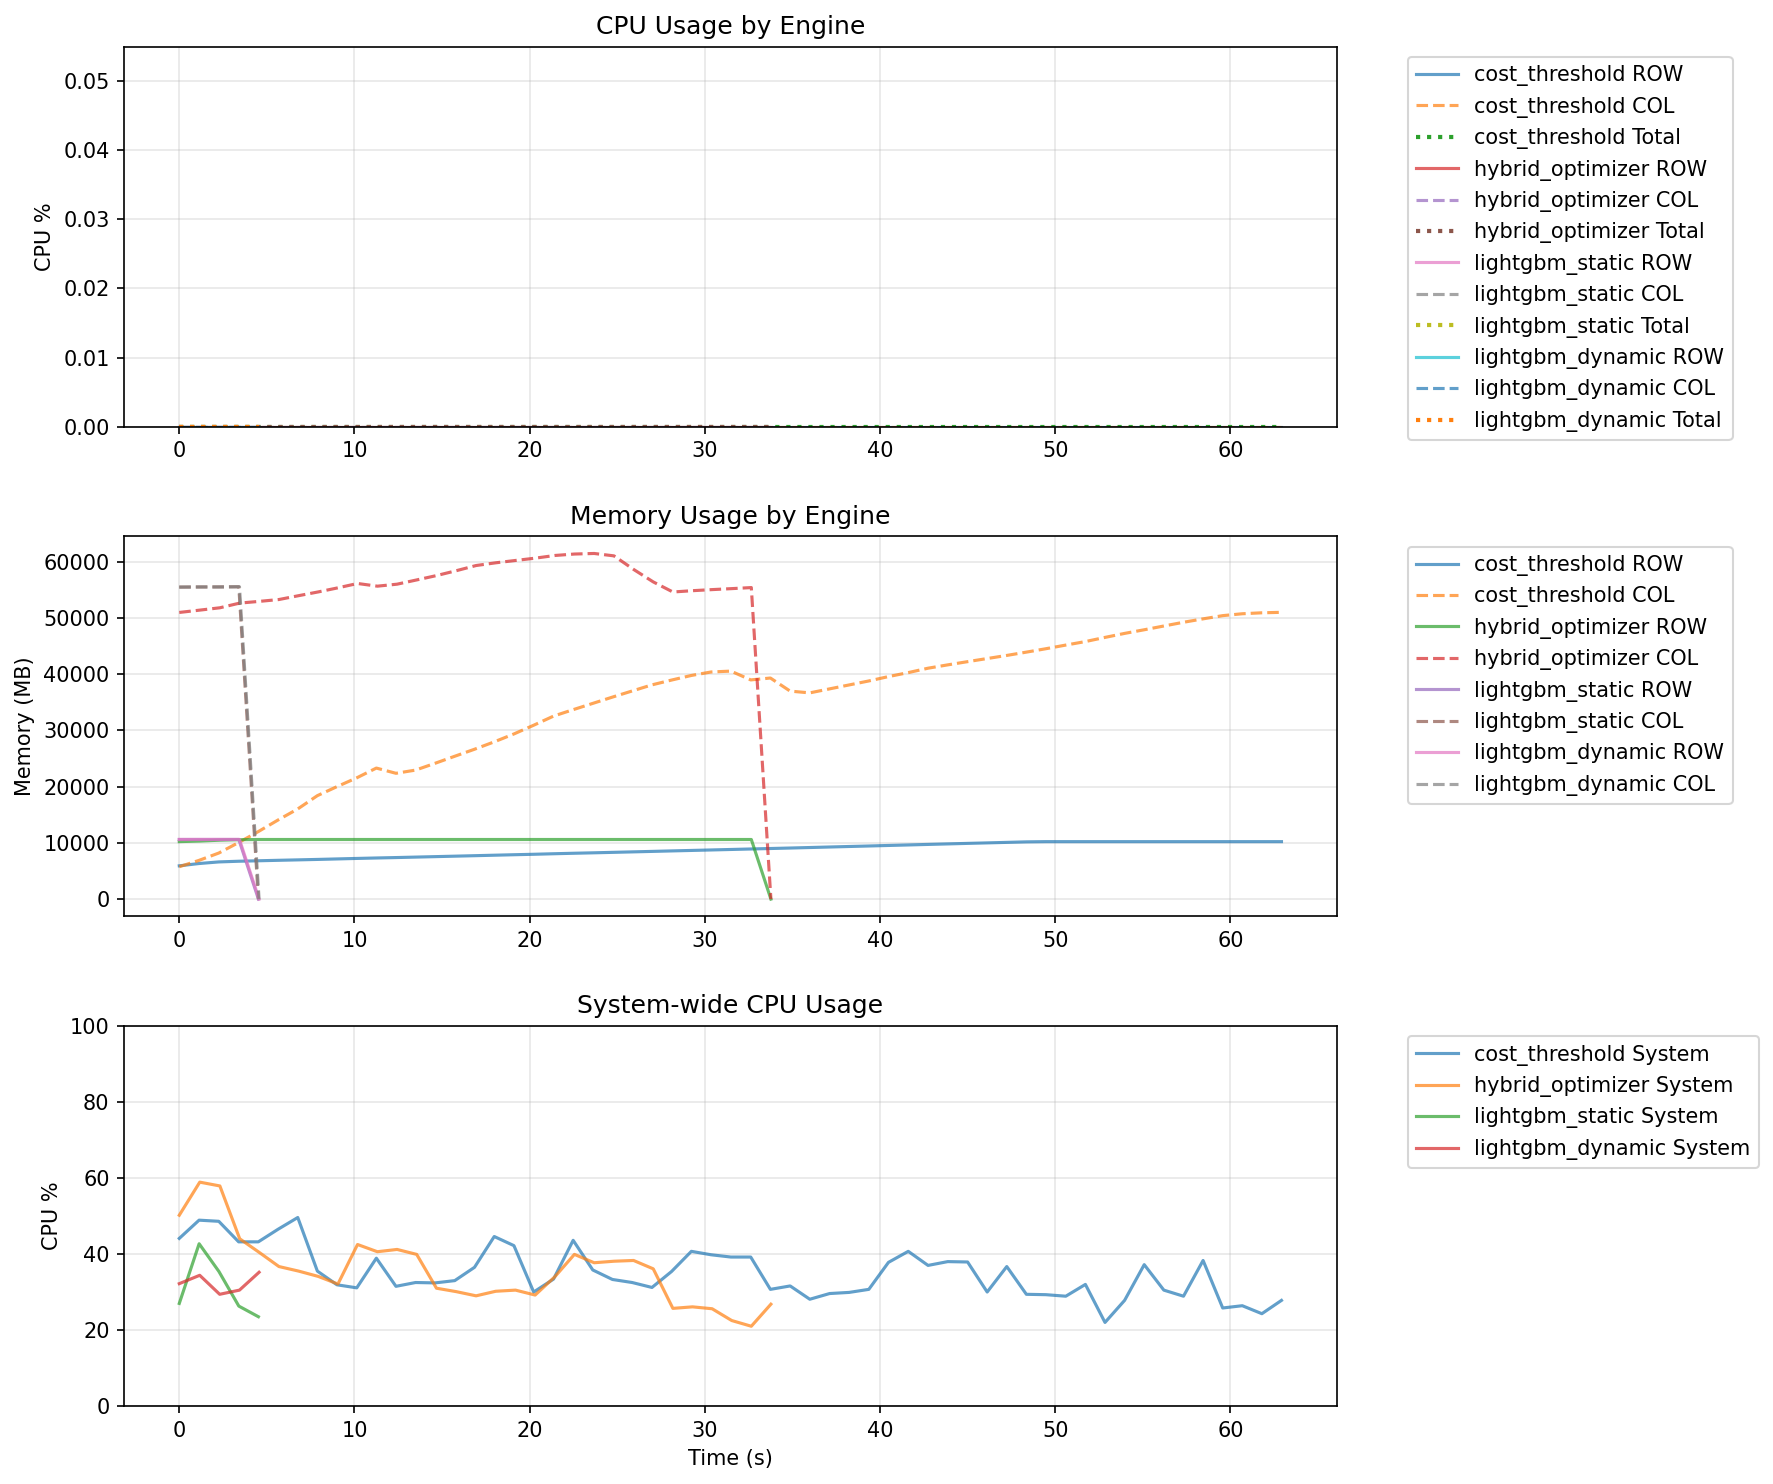 CPU Usage by Engine
CPU %
0.05
0.04
0.03
0.02
0.01
0.00
0 10 20 30 40 50 60
cost_threshold ROW
cost_threshold COL
cost_threshold Total
hybrid_optimizer ROW
hybrid_optimizer COL
hybrid_optimizer Total
lightgbm_static ROW
lightgbm_static COL
lightgbm_static Total
lightgbm_dynamic ROW
lightgbm_dynamic COL
lightgbm_dynamic Total
Memory Usage by Engine
Memory (MB)
60000
50000
40000
30000
20000
10000
0
0 10 20 30 40 50 60
cost_threshold ROW
cost_threshold COL
hybrid_optimizer ROW
hybrid_optimizer COL
lightgbm_static ROW
lightgbm_static COL
lightgbm_dynamic ROW
lightgbm_dynamic COL
System-wide CPU Usage
CPU %
100
80
60
40
20
0
0 10 20 30 40 50 60
Time (s)
cost_threshold System
hybrid_optimizer System
lightgbm_static System
lightgbm_dynamic System